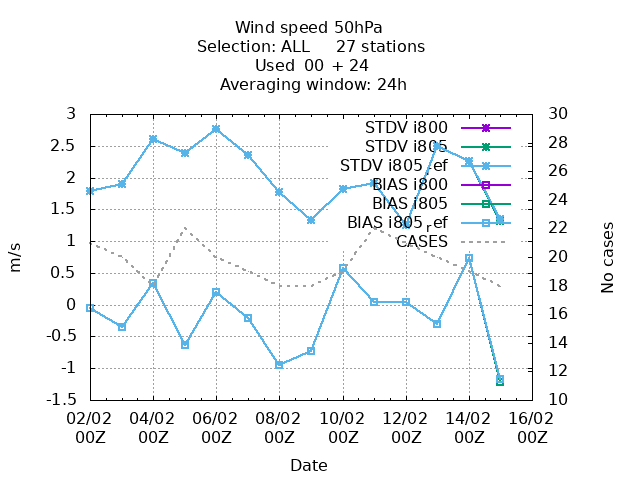 Wind speed 50hPa
Selection: ALL 27 stations
Used 00 + 24
Averaging window: 24h
m/s
3
2.5
2
1.5
1
0.5
0
-0.5
-1
-1.5
STDV i800
STDV i805
STDV i805_ref
BIAS i800
BIAS i805
BIAS i805_ref
CASES
30
28
26
24
22
20
18
16
14
12
10
No cases
02/02 04/02 06/02 08/02 10/02 12/02 14/02 16/02
00Z 00Z 00Z 00Z 00Z 00Z 00Z 00Z
Date